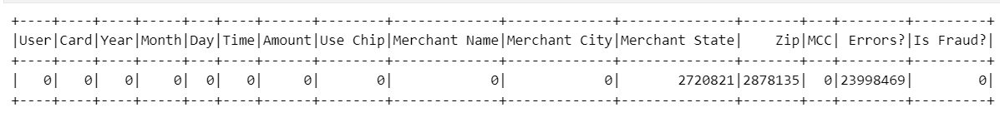 +----+----+----+-----+---+----+------+--------+-------------+-------------+--------------+-------+---+--------+---------+
|User|Card|Year|Month|Day|Time|Amount|Use Chip|Merchant Name|Merchant City|Merchant State|    Zip|MCC| Errors?|Is Fraud?|
+----+----+----+-----+---+----+------+--------+-------------+-------------+--------------+-------+---+--------+---------+
|   0|   0|   0|    0|  0|   0|     0|       0|            0|            0|       2720821|2878135|  0|23998469|        0|
+----+----+----+-----+---+----+------+--------+-------------+-------------+--------------+-------+---+--------+---------+